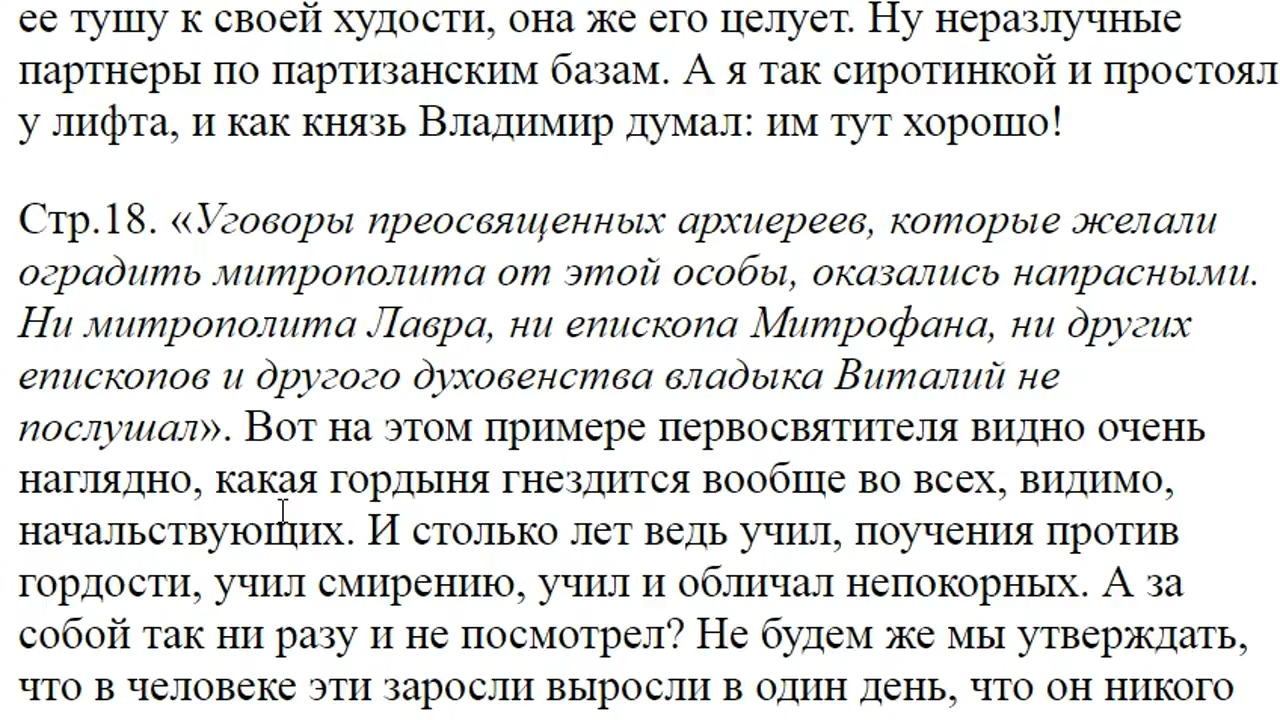 ее тушу к своей худости, она же его целует. Ну неразлучные
партнеры по партизанским базам. А я так сиротинкой и простоял
у лифта, и как князь Владимир думал: им тут хорошо!
Стр.18. «Уговоры преосвященных архиереев, которые желали
оградить митрополита от этой особы, оказались напрасными.
Ни митрополита Лавра, ни епископа Митрофана, ни других
епископов и другого духовенства владыка Виталий не
послушал». Вот на этом примере первосвятителя видно очень
наглядно, какая гордыня гнездится вообще во всех, видимо,
начальствующих. И столько лет ведь учил, поучения против
гордости, учил смирению, учил и обличал непокорных. А за
собой так ни разу и не посмотрел? Не будем же мы утверждать,
что в человеке эти заросли выросли в один день, что он никого